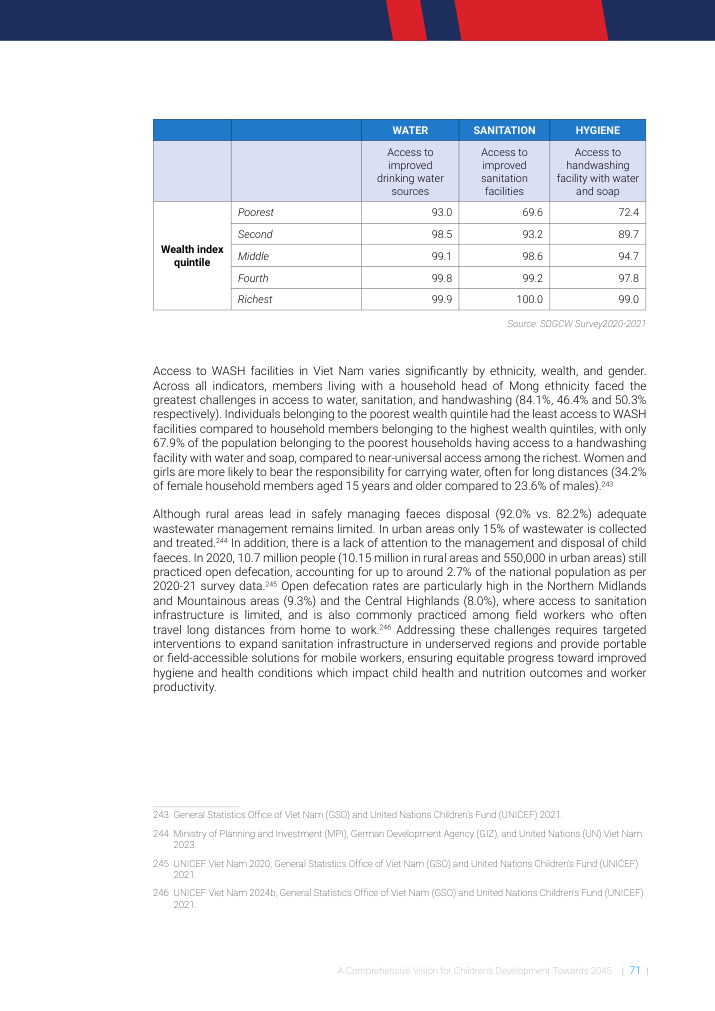 WATER SANITATION HYGIENE
Access to improved drinking water sources
Access to improved sanitation facilities
Access to handwashing facility with water and soap
Wealth index quintile
Poorest 93.0 69.6 72.4
Second 98.5 93.2 89.7
Middle 99.1 98.6 94.7
Fourth 99.8 99.2 97.8
Richest 99.9 100.0 99.0
Source: SDGCW Survey2020-2021
Access to WASH facilities in Viet Nam varies significantly by ethnicity, wealth, and gender.
Across all indicators, members living with a household head of Mong ethnicity faced the
greatest challenges in access to water, sanitation, and handwashing (84.1%, 46.4% and 50.3%
respectively). Individuals belonging to the poorest wealth quintile had the least access to WASH
facilities compared to household members belonging to the highest wealth quintiles, with only
67.9% of the population belonging to the poorest households having access to a handwashing
facility with water and soap, compared to near-universal access among the richest. Women and
girls are more likely to bear the responsibility for carrying water, often for long distances (34.2%
of female household members aged 15 years and older compared to 23.6% of males).243
Although rural areas lead in safely managing faeces disposal (92.0% vs. 82.2%) adequate
wastewater management remains limited. In urban areas only 15% of wastewater is collected
and treated.244 In addition, there is a lack of attention to the management and disposal of child
faeces. In 2020, 10.7 million people (10.15 million in rural areas and 550,000 in urban areas) still
practiced open defecation, accounting for up to around 2.7% of the national population as per
2020-21 survey data.245 Open defecation rates are particularly high in the Northern Midlands
and Mountainous areas (9.3%) and the Central Highlands (8.0%), where access to sanitation
infrastructure is limited, and is also commonly practiced among field workers who often
travel long distances from home to work.246 Addressing these challenges requires targeted
interventions to expand sanitation infrastructure in underserved regions and provide portable
or field-accessible solutions for mobile workers, ensuring equitable progress toward improved
hygiene and health conditions which impact child health and nutrition outcomes and worker
productivity.
243 General Statistics Office of Viet Nam (GSO) and United Nations Children's Fund (UNICEF) 2021.
244 Ministry of Planning and Investment (MPI), German Development Agency (GIZ), and United Nations (UN) Viet Nam
2023.
245 UNICEF Viet Nam 2020; General Statistics Office of Viet Nam (GSO) and United Nations Children's Fund (UNICEF)
2021.
246 UNICEF Viet Nam 2024b; General Statistics Office of Viet Nam (GSO) and United Nations Children's Fund (UNICEF)
2021.
A Comprehensive Vision for Children's Development Towards 2045 | 71 |